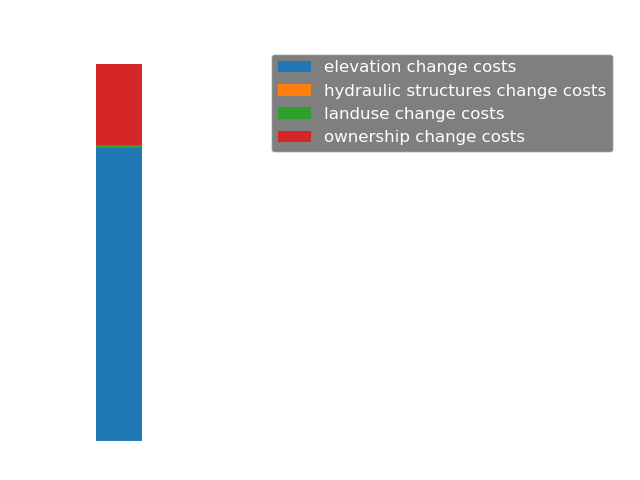 elevation change costs
hydraulic structures change costs
landuse change costs
ownership change costs